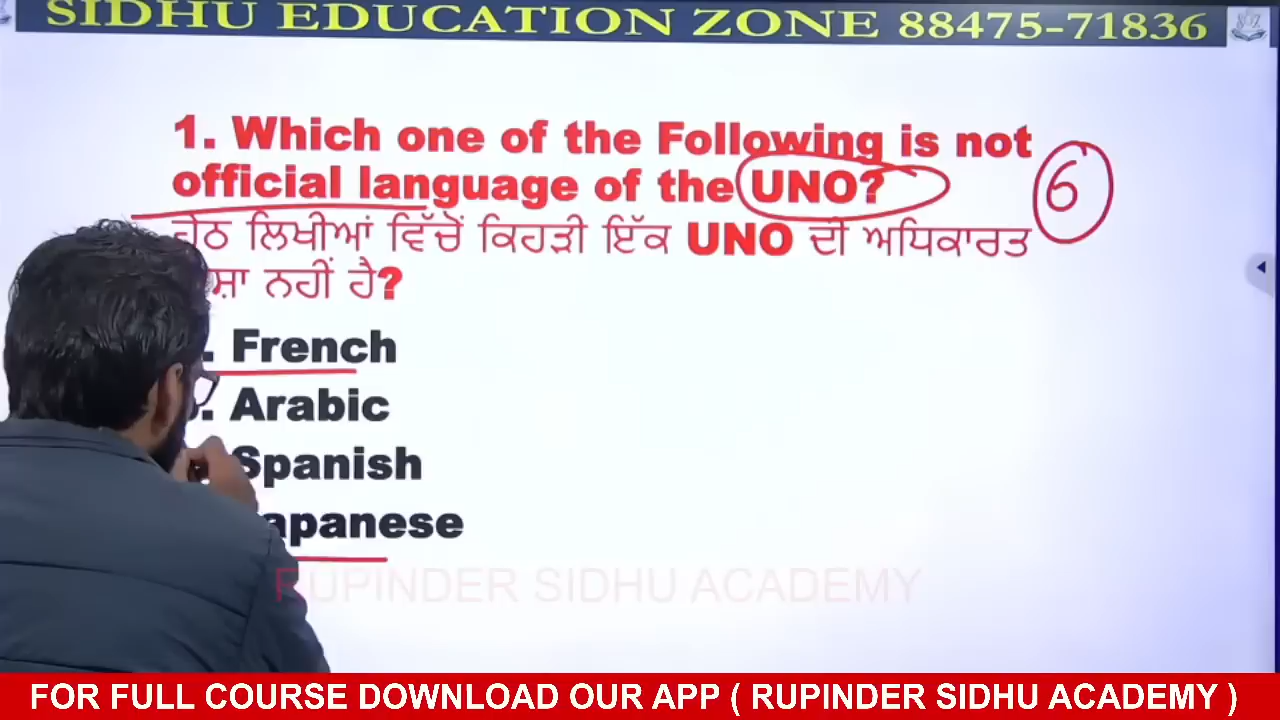 SIDHU EDUCATION ZONE 88475-71836
1. Which one of the Following is not
official language of the UNO?
6
ਹੇਠ ਲਿਖੀਆਂ ਵਿੱਚੋਂ ਕਿਹੜੀ ਇੱਕ UNO ਦੀ ਅਧਿਕਾਰਤ
ਸ਼ਾ ਨਹੀਂ ਹੈ?
. French
. Arabic
Spanish
apanese
RUPINDER SIDHU ACADEMY
FOR FULL COURSE DOWNLOAD OUR APP ( RUPINDER SIDHU ACADEMY )